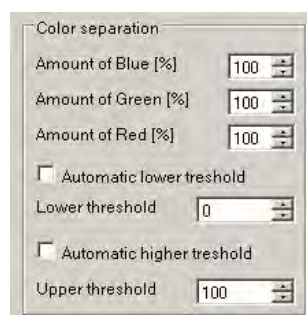 Color separation
Amount of Blue [%] 100
Amount of Green [%] 100
Amount of Red [%] 100
Automatic lower treshold
Lower threshold 0
Automatic higher treshold
Upper threshold 100